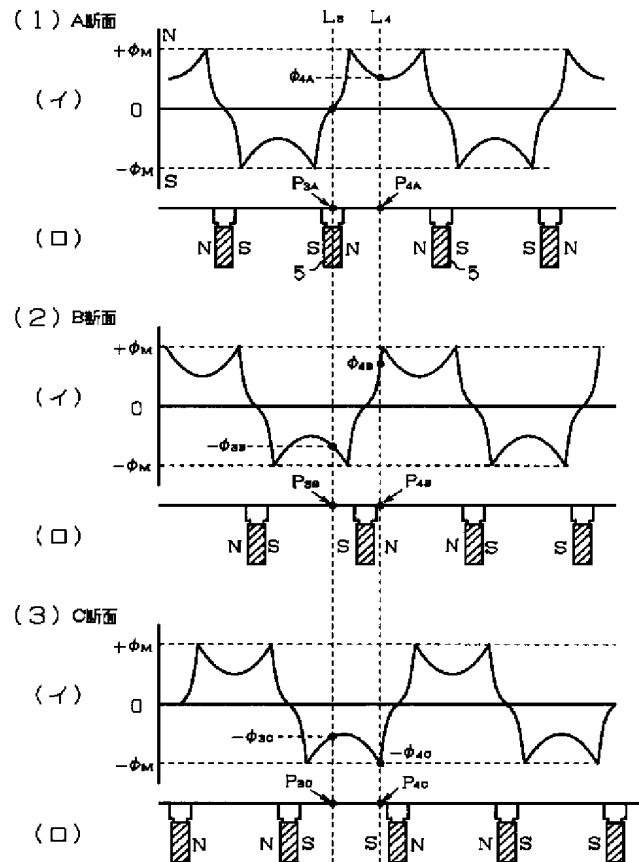 (1) A断面
N
L₃ L₄
+ΦM
(イ)
Φ4A
0
-ΦM
S
P3A P4A
(ロ)
N S S N N S S N
5 5
(2) B断面
+ΦM
(イ)
Φ4B
0
-Φ3B
-ΦM
P3B P4B
(ロ)
N S S N N S S
(3) C断面
+ΦM
(イ)
0
-Φ3C
-Φ4C
-ΦM
P3C P4C
(ロ)
N N S S N N S S